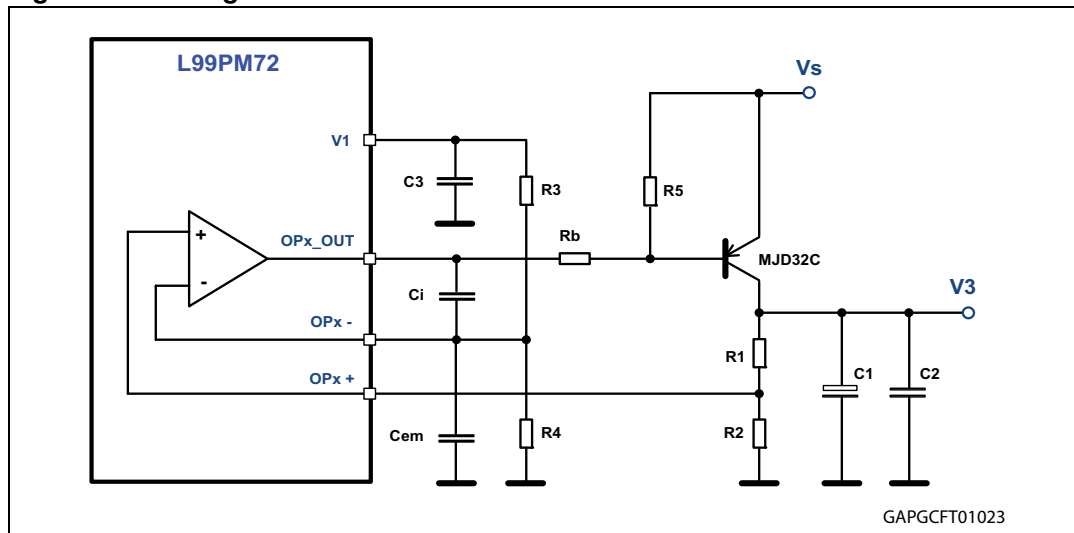 L99PM72
Vs
V1
C3
R3
R5
OPx_OUT
Rb
MJD32C
+
-
Ci
V3
OPx -
R1
C1
C2
OPx +
Cem
R4
R2
GAPGCFT01023